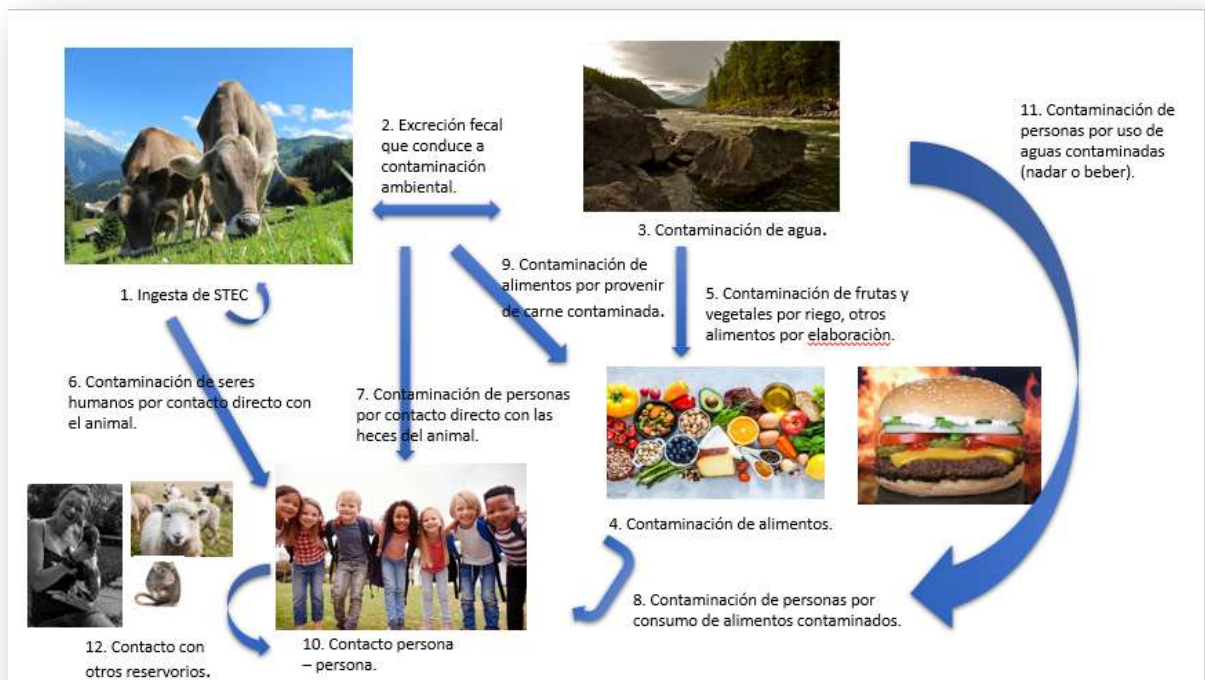 2. Excreción fecal
que conduce a
contaminación
ambiental.
11. Contaminación de
personas por uso de
aguas contaminadas
(nadar o beber).
3. Contaminación de agua.
1. Ingesta de STEC
9. Contaminación de
alimentos por provenir
de carne contaminada.
5. Contaminación de frutas y
vegetales por riego, otros
alimentos por elaboraciòn.
6. Contaminación de seres
humanos por contacto directo con
el animal.
7. Contaminación de personas
por contacto directo con las
heces del animal.
4. Contaminación de alimentos.
8. Contaminación de personas por
consumo de alimentos contaminados.
12. Contacto con
otros reservorios.
10. Contacto persona
– persona.